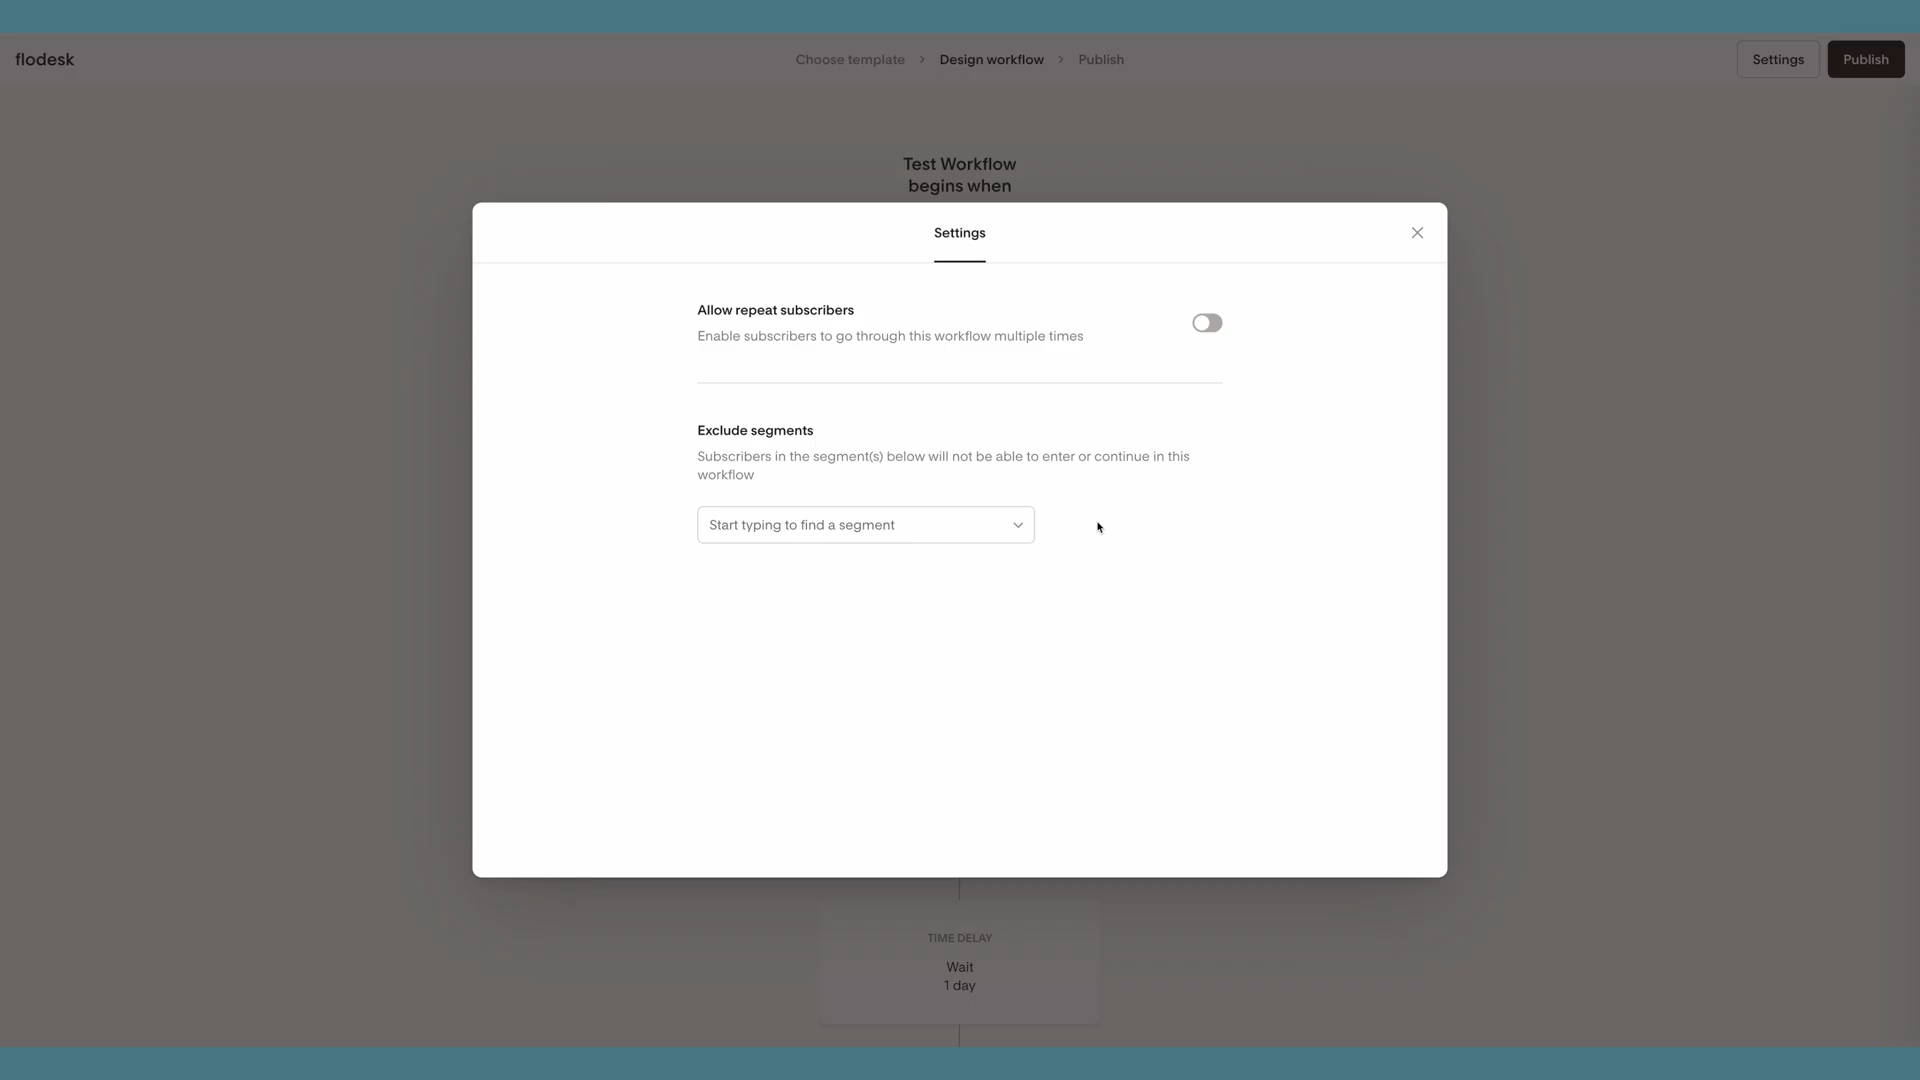 flodesk
Choose template
Design workflow
Publish
Settings
Publish
Test Workflow
begins when
Settings
Allow repeat subscribers
Enable subscribers to go through this workflow multiple times
Exclude segments
Subscribers in the segment(s) below will not be able to enter or continue in this
workflow
Start typing to find a segment
TIME DELAY
Wait
1 day